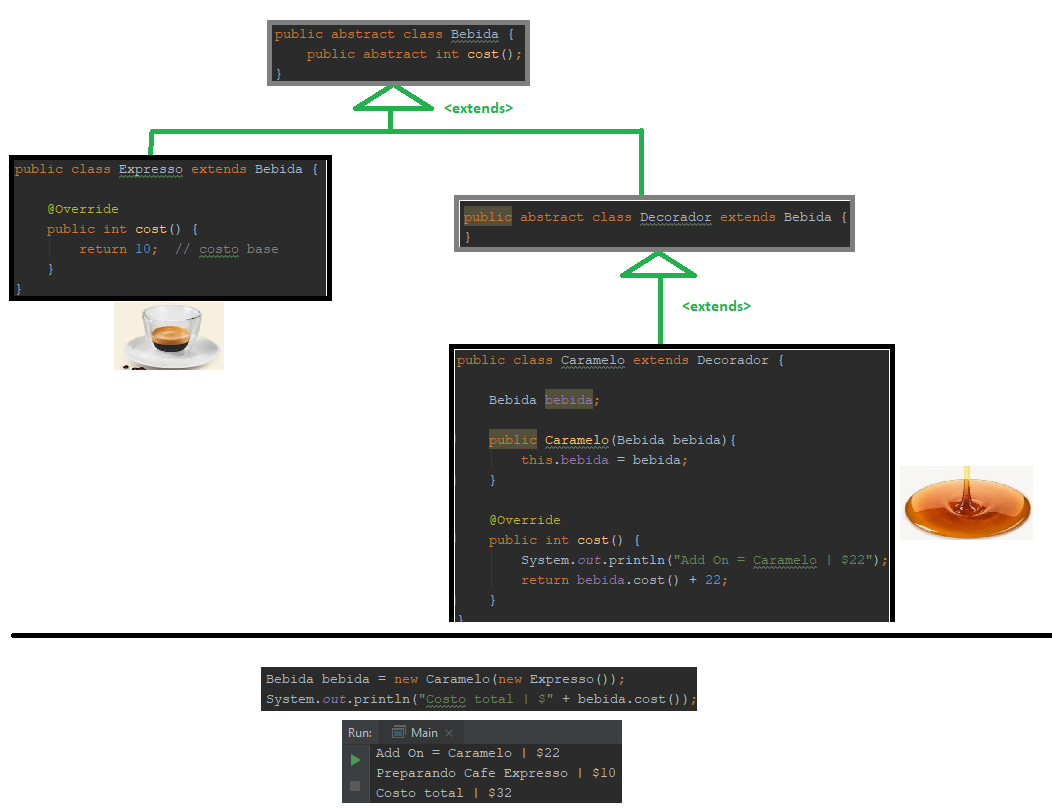 public abstract class Bebida {
public abstract int cost();
}
<extends>
public class Expresso extends Bebida {
@Override
public int cost() {
return 10;  // costo base
}
}
public abstract class Decorador extends Bebida {
}
<extends>
public class Caramelo extends Decorador {
Bebida bebida;
public Caramelo(Bebida bebida){
this.bebida = bebida;
}
@Override
public int cost() {
System.out.println("Add On = Caramelo | $22");
return bebida.cost() + 22;
}
}
Bebida bebida = new Caramelo(new Expresso());
System.out.println("Costo total | $" + bebida.cost());
Run: Main ×
Add On = Caramelo | $22
Preparando Cafe Expresso | $10
Costo total | $32